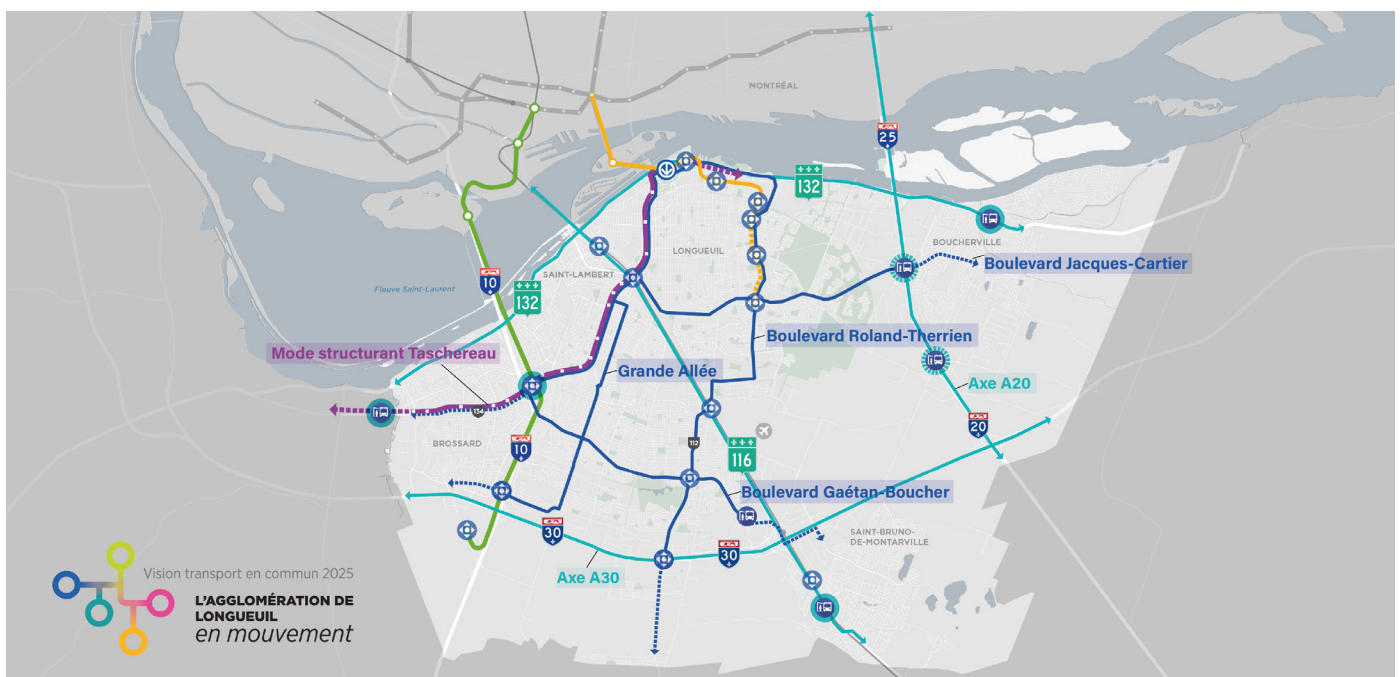 MONTRÉAL
25
132
BOUCHERVILLE
LONGUEUIL
Boulevard Jacques-Cartier
SAINT-LAMBERT
10
Fleuve Saint-Laurent
132
Boulevard Roland-Therrien
Mode structurant Taschereau
Grande Allée
Axe A20
134
20
BROSSARD
10
112
116
Boulevard Gaétan-Boucher
30
30
SAINT-BRUNO-
DE-MONTARVILLE
Axe A30
Vision transport en commun 2025
L'AGGLOMÉRATION DE
LONGUEUIL
en mouvement